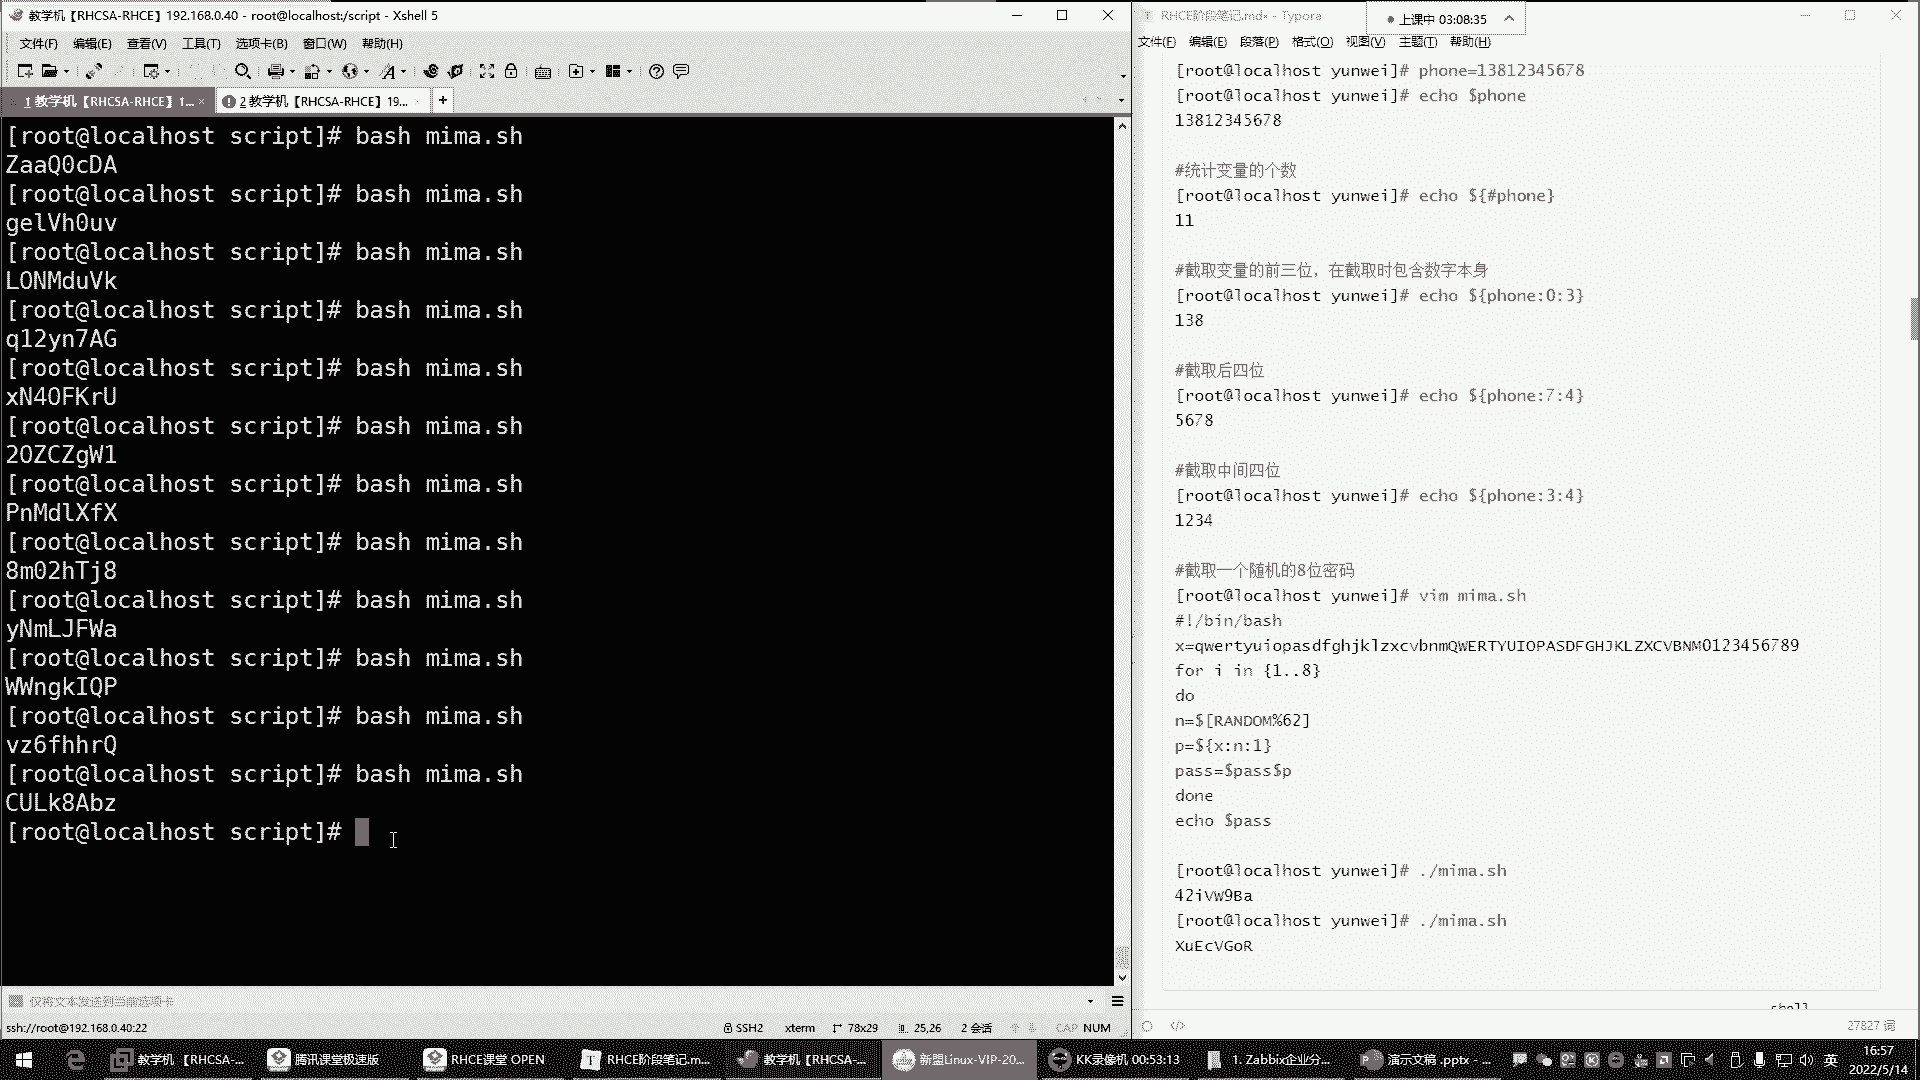 教学机【RHCSA-RHCE】192.168.0.40 - root@localhost:/script - Xshell 5
文件(F) 编辑(E) 查看(V) 工具(T) 选项卡(B) 窗口(W) 帮助(H)
1 教学机【RHCSA-RHCE】1... ×
2 教学机【RHCSA-RHCE】19...
[root@localhost script]# bash mima.sh
ZaaQ0cDA
[root@localhost script]# bash mima.sh
gelVh0uv
[root@localhost script]# bash mima.sh
LONMduVk
[root@localhost script]# bash mima.sh
q12yn7AG
[root@localhost script]# bash mima.sh
xN4OFKrU
[root@localhost script]# bash mima.sh
2OZCZgW1
[root@localhost script]# bash mima.sh
PnMdlXfX
[root@localhost script]# bash mima.sh
8m02hTj8
[root@localhost script]# bash mima.sh
yNmLJFWa
[root@localhost script]# bash mima.sh
WWngkIQP
[root@localhost script]# bash mima.sh
vz6fhhrQ
[root@localhost script]# bash mima.sh
CULk8Abz
[root@localhost script]#
仅将文本发送到当前选项卡
ssh://root@192.168.0.40:22 SSH2 xterm 78x29 25,26 2 会话 CAP NUM
RHCE阶段笔记.md• - Typora
上课中 03:08:35
文件(F) 编辑(E) 段落(P) 格式(O) 视图(V) 主题(T) 帮助(H)
[root@localhost yunwei]# phone=13812345678
[root@localhost yunwei]# echo $phone
13812345678
#统计变量的个数
[root@localhost yunwei]# echo ${#phone}
11
#截取变量的前三位，在截取时包含数字本身
[root@localhost yunwei]# echo ${phone:0:3}
138
#截取后四位
[root@localhost yunwei]# echo ${phone:7:4}
5678
#截取中间四位
[root@localhost yunwei]# echo ${phone:3:4}
1234
#截取一个随机的8位密码
[root@localhost yunwei]# vim mima.sh
#!/bin/bash
x=qwertyuiopasdfghjklzxcvbnmQWERTYUIOPASDFGHJKLZXCVBNM0123456789
for i in {1..8}
do
n=$[RANDOM%62]
p=${x:n:1}
pass=$pass$p
done
echo $pass
[root@localhost yunwei]# ./mima.sh
42iVW9Ba
[root@localhost yunwei]# ./mima.sh
XuEcVGoR
shell
27827 词
教学机 【RHCSA-...
腾讯课堂极速版
RHCE课堂 OPEN
RHCE阶段笔记.m...
教学机【RHCSA-...
新盟Linux-VIP-20...
KK录像机 00:53:13
1. Zabbix企业分...
演示文稿 .pptx - ...
英
16:57
2022/5/14